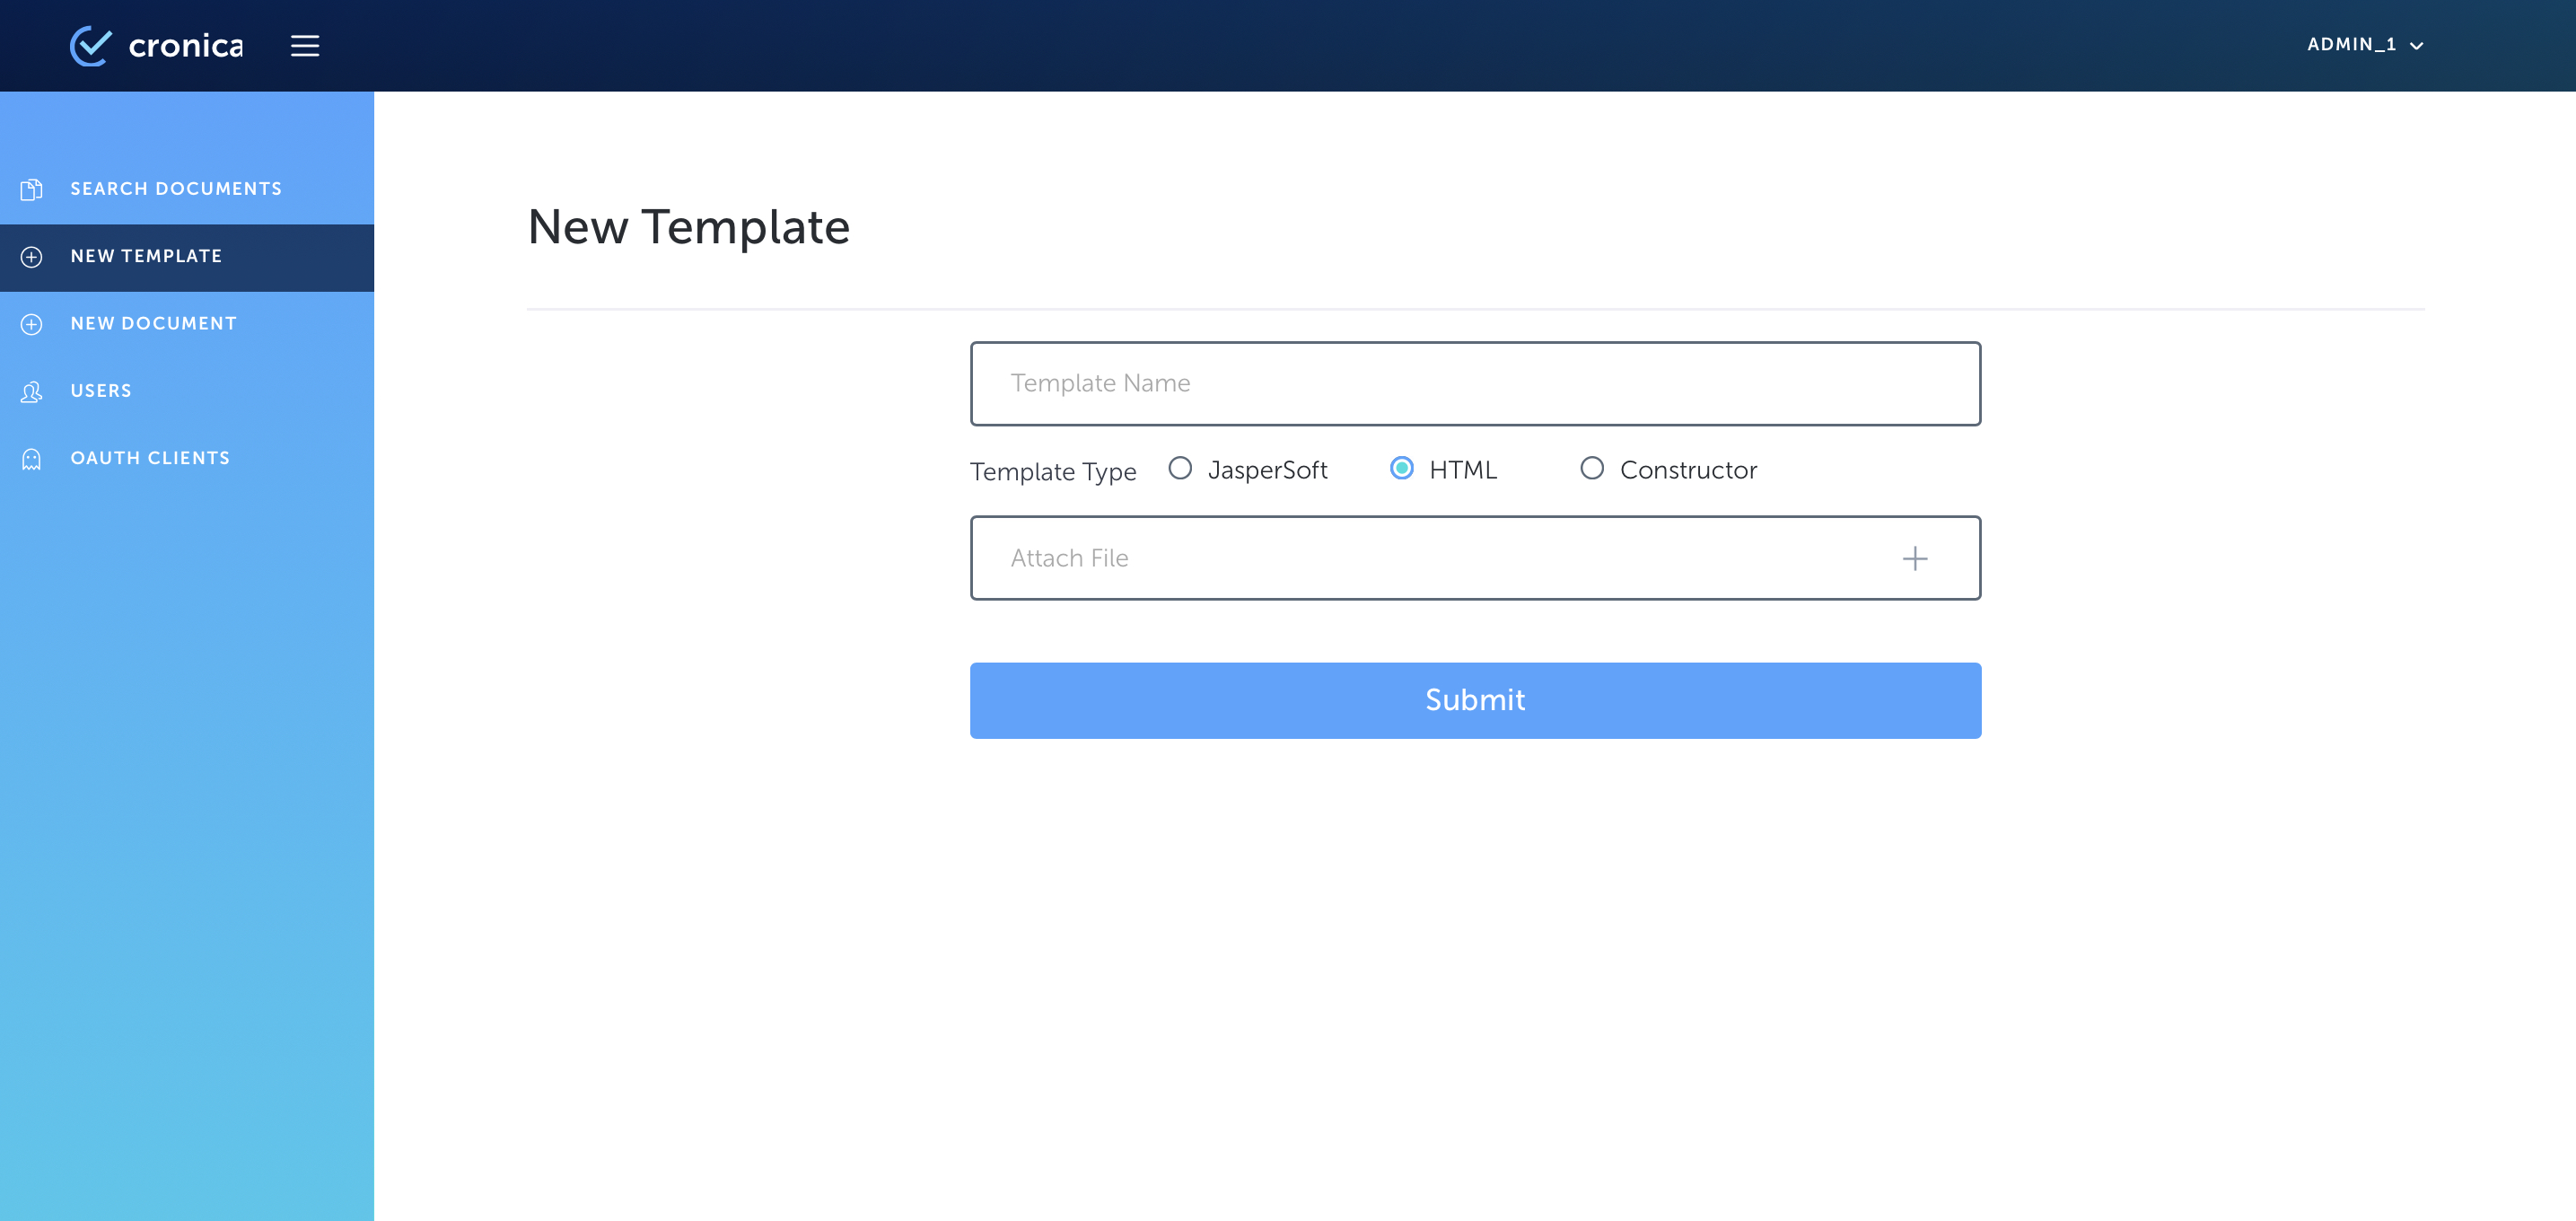 cronica
ADMIN_1
SEARCH DOCUMENTS
NEW TEMPLATE
NEW DOCUMENT
USERS
OAUTH CLIENTS
New Template
Template Name
Template Type JasperSoft HTML Constructor
Attach File
Submit